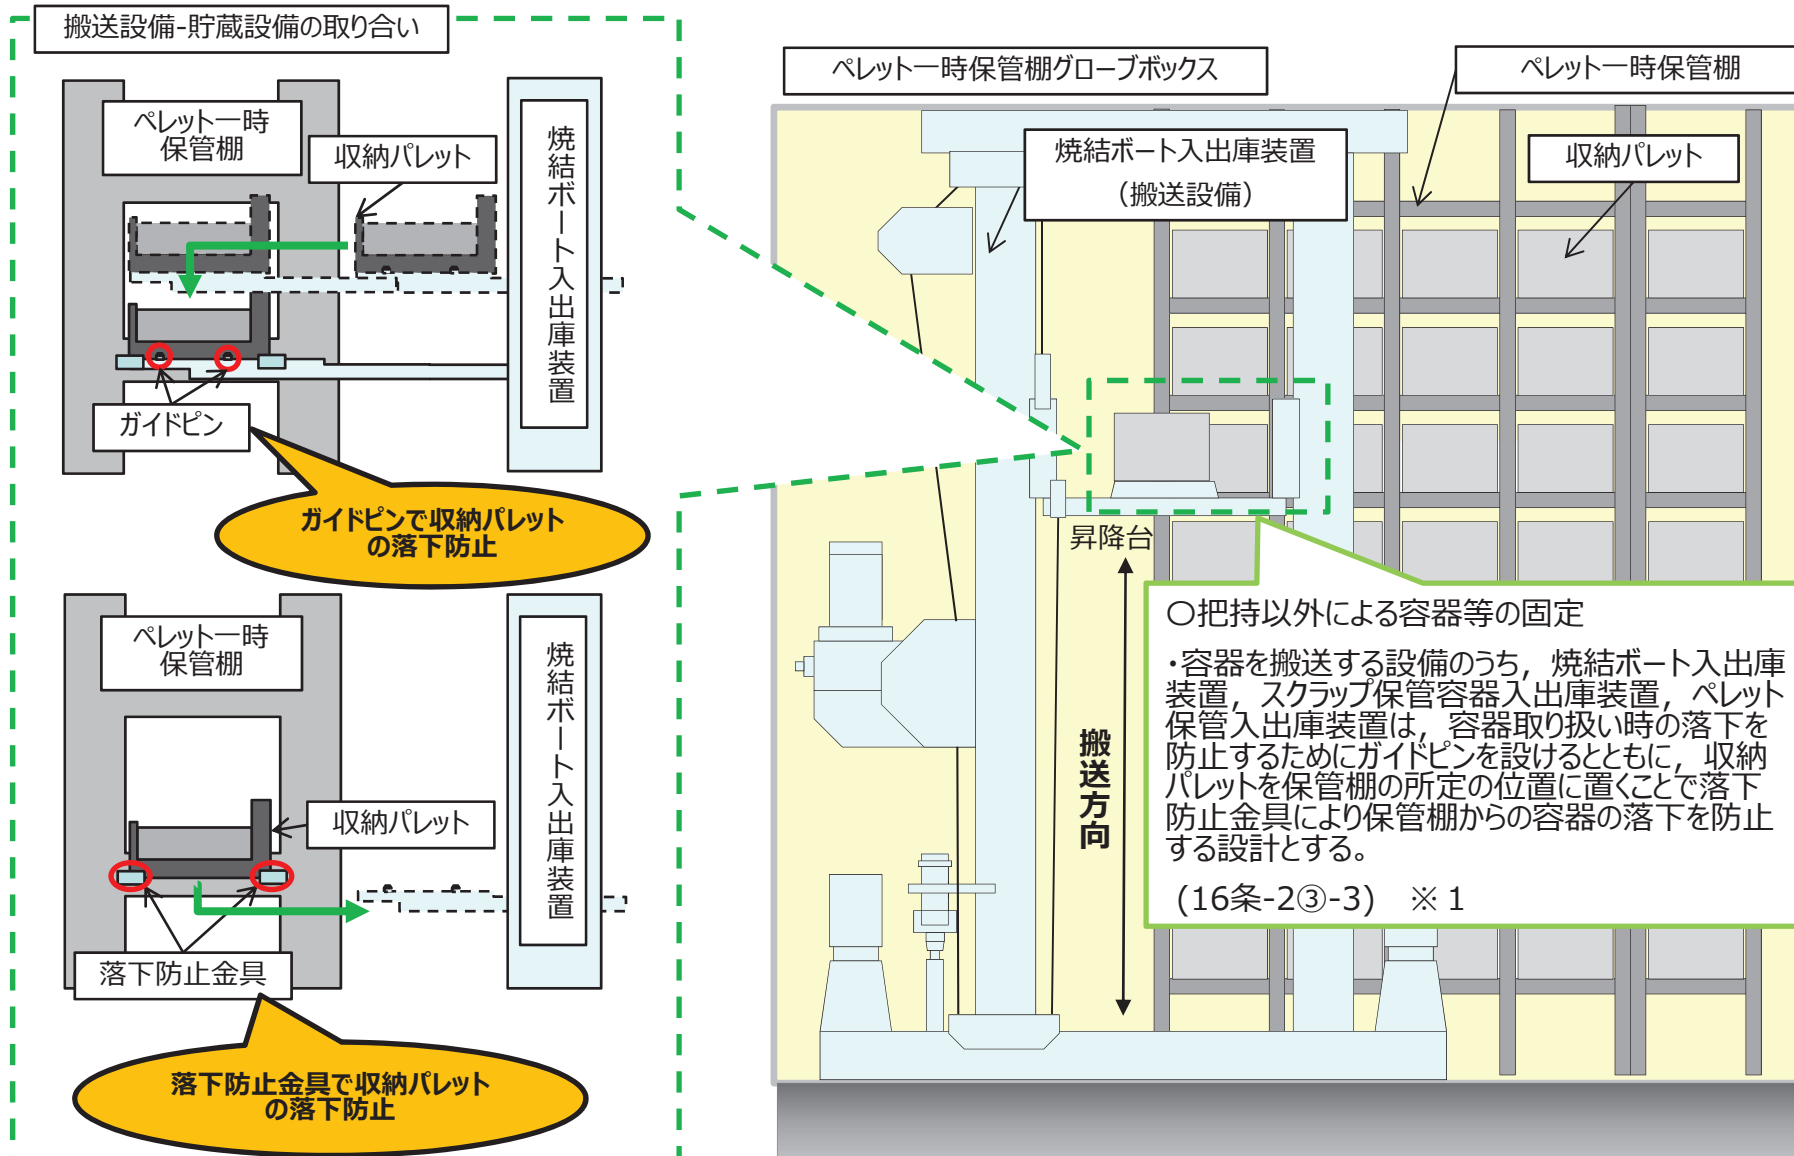 搬送設備-貯蔵設備の取り合い
ペレット一時
保管棚
収納パレット
焼結ボート入出庫装置
ガイドピン
ガイドピンで収納パレット
の落下防止
ペレット一時
保管棚
収納パレット
焼結ボート入出庫装置
落下防止金具
落下防止金具で収納パレット
の落下防止
ペレット一時保管棚グローブボックス
ペレット一時保管棚
焼結ボート入出庫装置
（搬送設備）
収納パレット
昇降台
搬送方向
○把持以外による容器等の固定
・容器を搬送する設備のうち，焼結ボート入出庫
装置，スクラップ保管容器入出庫装置，ペレット
保管入出庫装置は，容器取り扱い時の落下を
防止するためにガイドピンを設けるとともに，収納
パレットを保管棚の所定の位置に置くことで落下
防止金具により保管棚からの容器の落下を防止
する設計とする。
(16条-2③-3)　※１